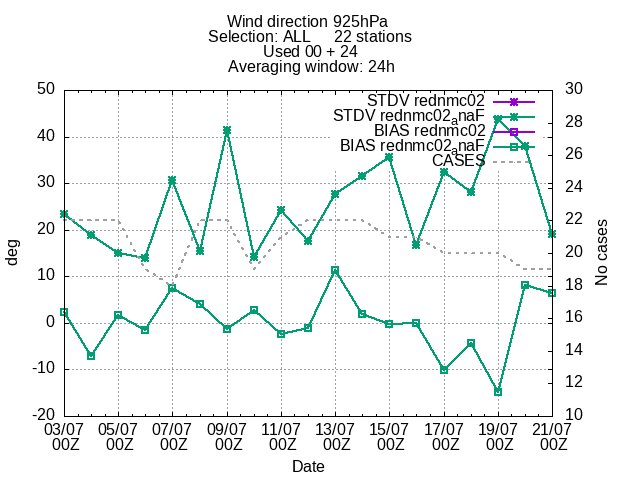 Wind direction 925hPa
Selection: ALL 22 stations
Used 00 + 24
Averaging window: 24h
STDV rednmc02
STDV rednmc02anaF
BIAS rednmc02
BIAS rednmc02anaF
CASES
50
40
30
20
10
0
-10
-20
deg
30
28
26
24
22
20
18
16
14
12
10
No cases
03/07 05/07 07/07 09/07 11/07 13/07 15/07 17/07 19/07 21/07
00Z 00Z 00Z 00Z 00Z 00Z 00Z 00Z 00Z 00Z
Date